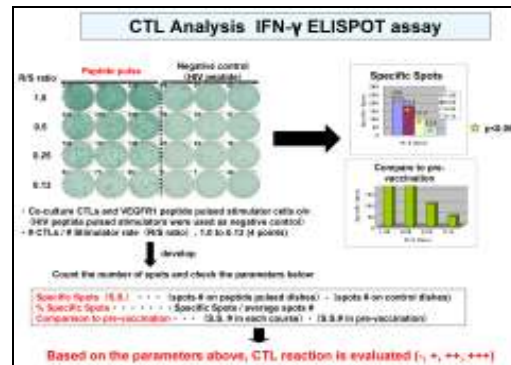 CTL Analysis IFN-γ ELISPOT assay
R/S ratio
Peptide pulse
Negative control
(HIV peptide)
1.0
0.5
0.25
0.12
Specific Spots
Compare to pre-
vaccination
・Co-culture CTLs and VEGFR1 peptide pulsed stimulator cells o/n
(HIV peptide pulsed stimulators were used as negative control)
・# CTLs / # Stimulator rate (R/S ratio) . 1.0 to 0.12 (4 points)
develop
Count the number of spots and check the parameters below
Specific Spots (S.S.) ・・・ (spots # on peptide pulsed dishes) - (spots # on control dishes)
% Specific Spots ・・・・・・ Specific Spots / average spots #
Comparison to pre-vaccination ・・・ (S.S. # in each course) - (S.S.# in pre-vaccination)
Based on the parameters above, CTL reaction is evaluated (-, +, ++, +++)